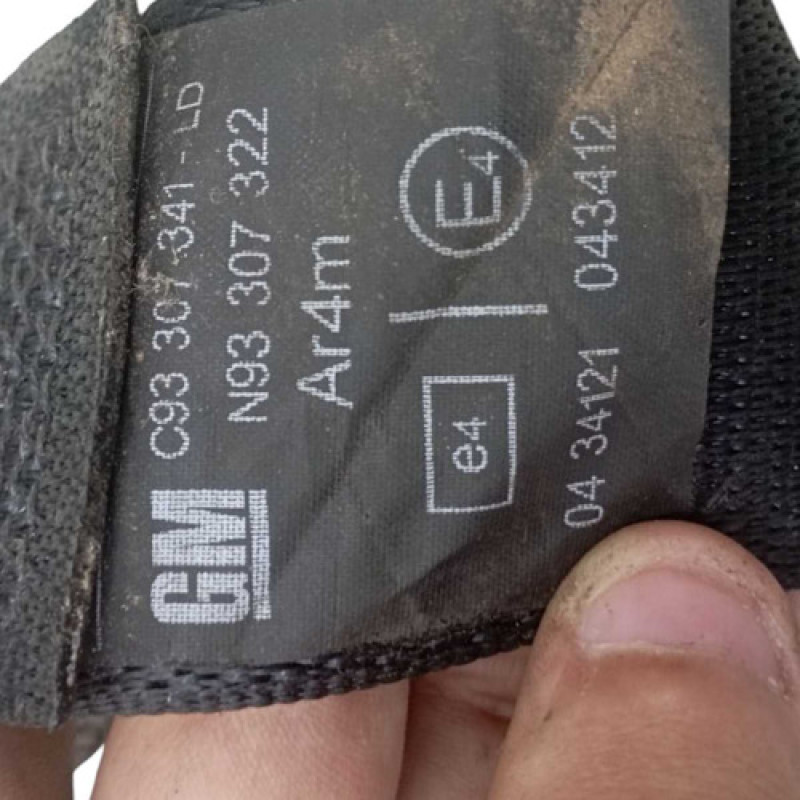 GM C93 307 341 - LD
N93 307 322
Ar4m
e4 | E4
04 34121 043412